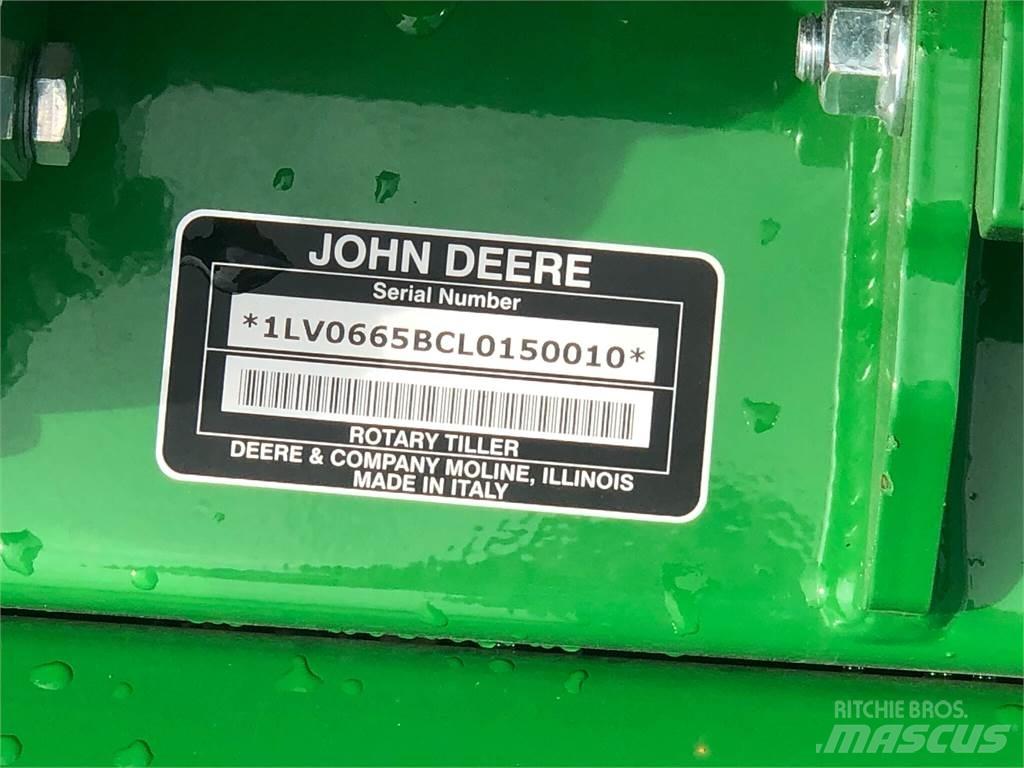 JOHN DEERE
Serial Number
*1LV0665BCL0150010*
ROTARY TILLER
DEERE & COMPANY MOLINE, ILLINOIS
MADE IN ITALY
RITCHIE BROS.
MASCUS